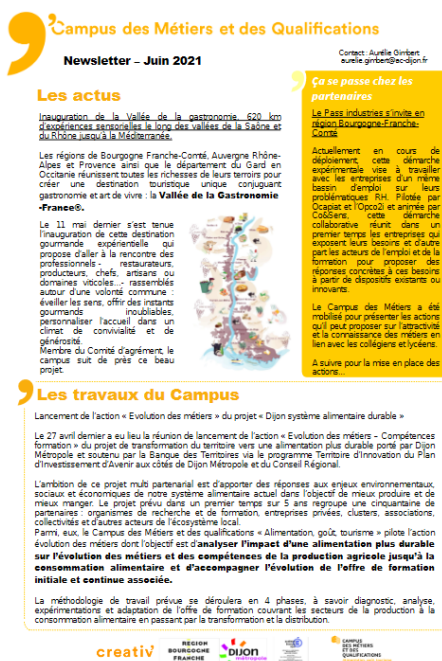 Campus des Métiers et des Qualifications
Newsletter – Juin 2021
Contact : Aurélie Gimbert
aurelie.gimbert@ac-dijon.fr
Les actus
Inauguration de la Vallée de la gastronomie, 620 km
d'expériences sensorielles le long des vallées de la Saône et
du Rhône jusqu'à la Méditerranée.
Les régions de Bourgogne Franche-Comté, Auvergne Rhône-
Alpes et Provence ainsi que le département du Gard en
Occitanie réunissent toutes les richesses de leurs terroirs pour
créer une destination touristique unique conjuguant
gastronomie et art de vivre : la Vallée de la Gastronomie
-France®.
Le 11 mai dernier s'est tenue
l'inauguration de cette destination
gourmande expérientielle qui
propose d'aller à la rencontre des
professionnels - restaurateurs,
producteurs, chefs, artisans ou
domaines viticoles...- rassemblés
autour d'une volonté commune :
éveiller les sens, offrir des instants
gourmands inoubliables,
personnaliser l'accueil dans un
climat de convivialité et de
générosité.
Membre du Comité d'agrément, le
campus suit de près ce beau
projet.
Ça se passe chez les
partenaires
Le Pass industries s'invite en
région Bourgogne-Franche-
Comté
Actuellement en cours de
déploiement, cette démarche
expérimentale vise à travailler
avec les entreprises d'un même
bassin d'emploi sur leurs
problématiques RH. Pilotée par
Ocapiat et l'Opco2i et animée par
Co&Sens, cette démarche
collaborative réunit dans un
premier temps les entreprises qui
exposent leurs besoins et d'autre
part les acteurs de l'emploi et de la
formation pour proposer des
réponses concrètes à ces besoins
à partir de dispositifs existants ou
innovants.
Le Campus des Métiers a été
mobilisé pour présenter les actions
qu'il peut proposer sur l'attractivité
et la connaissance des métiers en
lien avec les collégiens et lycéens.
A suivre pour la mise en place des
actions...
Les travaux du Campus
Lancement de l'action « Evolution des métiers » du projet « Dijon système alimentaire durable »
Le 27 avril dernier a eu lieu la réunion de lancement de l'action « Evolution des métiers – Compétences
formation » du projet de transformation du territoire vers une alimentation plus durable porté par Dijon
Métropole et soutenu par la Banque des Territoires via le programme Territoire d'Innovation du Plan
d'Investissement d'Avenir aux côtés de Dijon Métropole et du Conseil Régional.
L'ambition de ce projet multi partenarial est d'apporter des réponses aux enjeux environnementaux,
sociaux et économiques de notre système alimentaire actuel dans l'objectif de mieux produire et de
mieux manger. Le projet prévu dans un premier temps sur 5 ans regroupe une cinquantaine de
partenaires : organismes de recherche et de formation, entreprises privées, clusters, associations,
collectivités et d'autres acteurs de l'écosystème local.
Parmi, eux, le Campus des Métiers et des qualifications « Alimentation, goût, tourisme » pilote l'action
évolution des métiers dont l'objectif est d'analyser l'impact d'une alimentation plus durable
sur l'évolution des métiers et des compétences de la production agricole jusqu'à la
consommation alimentaire et d'accompagner l'évolution de l'offre de formation
initiale et continue associée.
La méthodologie de travail prévue se déroulera en 4 phases, à savoir diagnostic, analyse,
expérimentations et adaptation de l'offre de formation couvrant les secteurs de la production à la
consommation alimentaire en passant par la transformation et la distribution.
creativ'
REGION
BOURGOGNE
FRANCHE
DIJON
métropole
CAMPUS
DES MÉTIERS
ET DES
QUALIFICATIONS